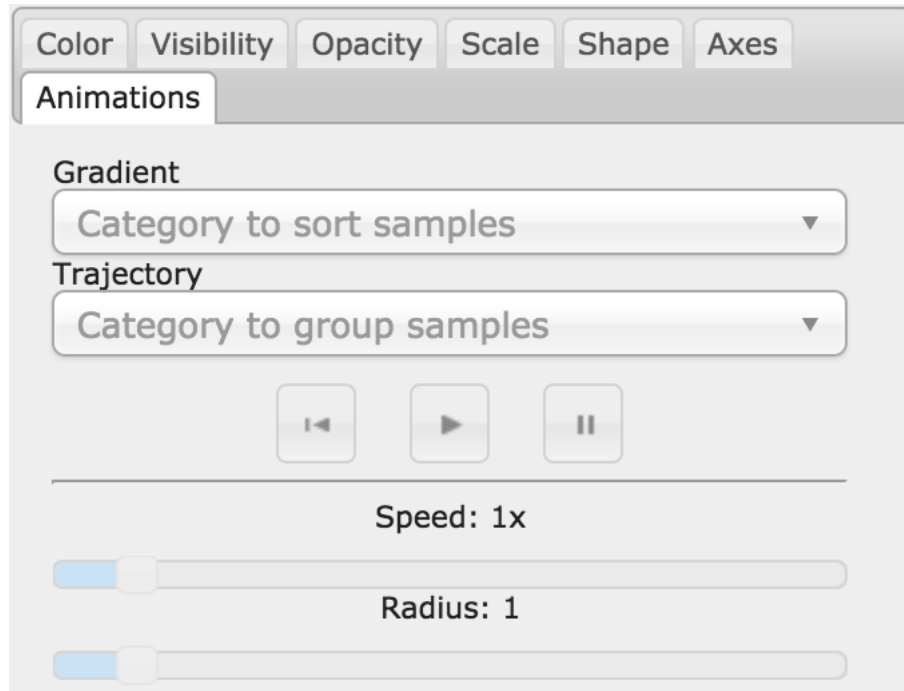 Color Visibility Opacity Scale Shape Axes
Animations
Gradient
Category to sort samples
Trajectory
Category to group samples
Speed: 1x
Radius: 1